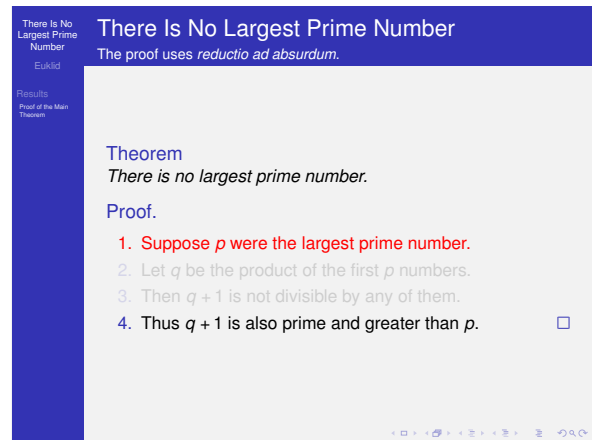 There Is No
Largest Prime
Number
Euklid
Results
Proof of the Main
Theorem
There Is No Largest Prime Number
The proof uses reductio ad absurdum.
Theorem
There is no largest prime number.
Proof.
1. Suppose p were the largest prime number.
2. Let q be the product of the first p numbers.
3. Then q + 1 is not divisible by any of them.
4. Thus q + 1 is also prime and greater than p. □